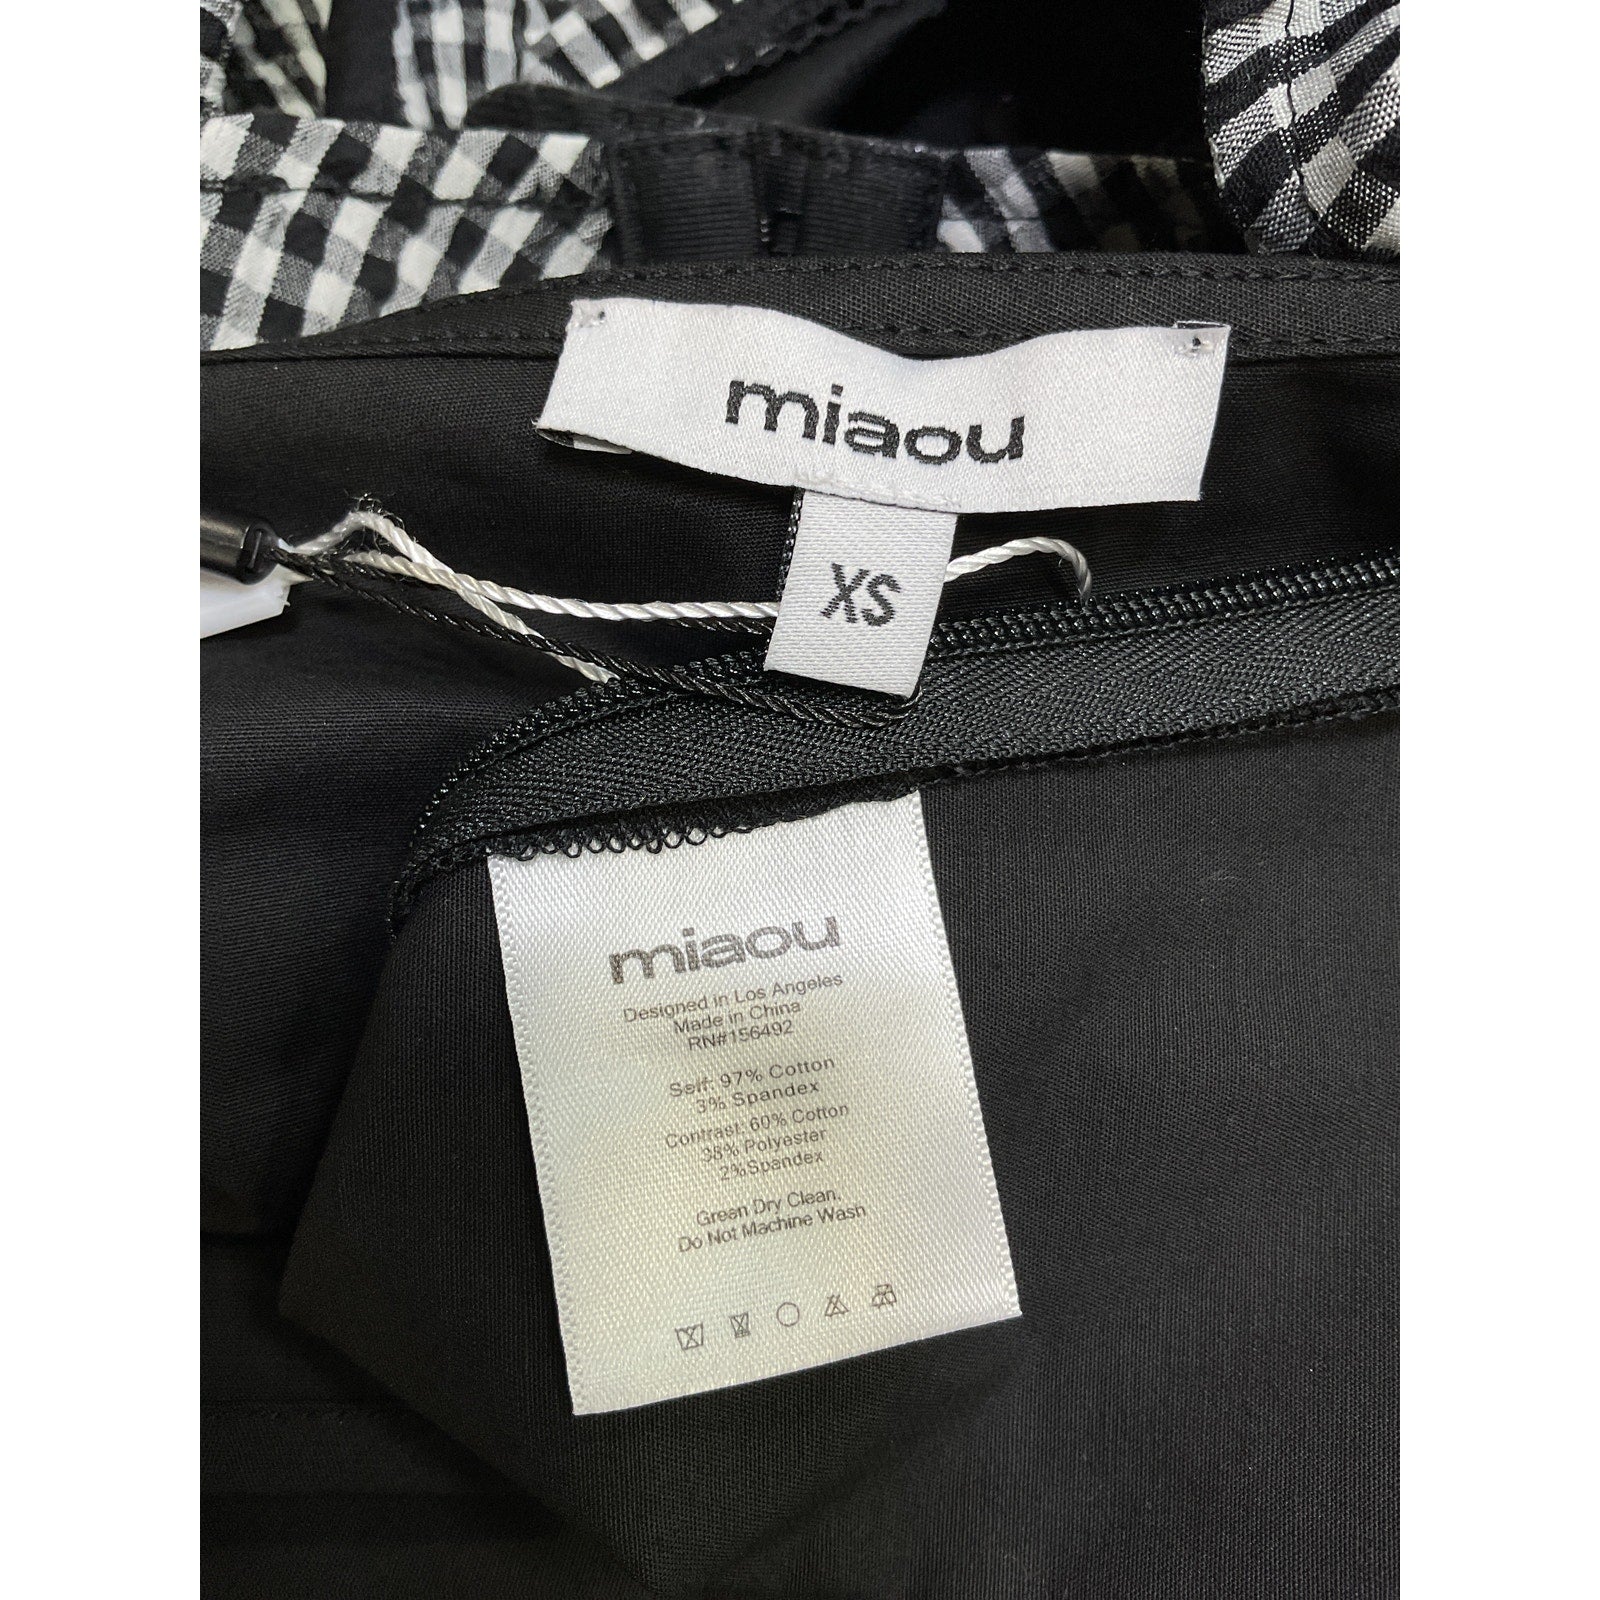 miaou
XS
miaou
Designed in Los Angeles
Made in China
RN#156492
Self: 97% Cotton
3% Spandex
Contrast: 60% Cotton
38% Polyester
2%Spandex
Green Dry Clean.
Do Not Machine Wash